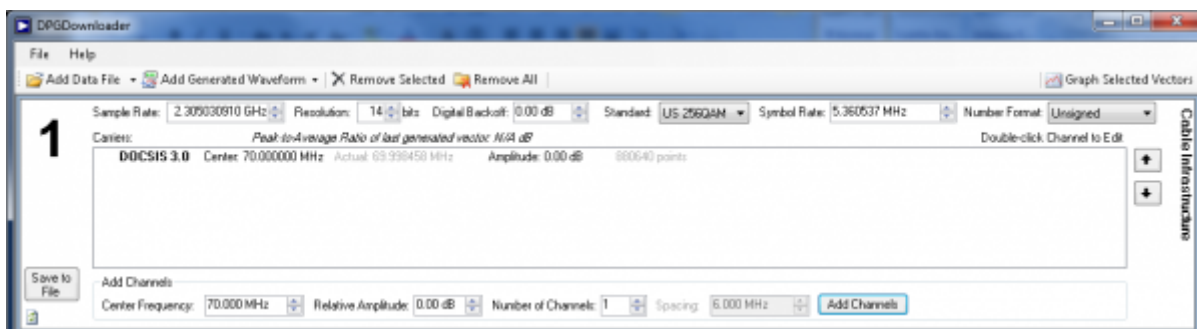 DPGDownloader
File Help
Add Data File Add Generated Waveform Remove Selected Remove All Graph Selected Vectors
1
Sample Rate: 2.305030910 GHz Resolution: 14 bits Digital Backoff: 0.00 dB Standard: US 256QAM Symbol Rate: 5.360537 MHz Number Format: Unsigned
Carriers: Peak-to-Average Ratio of last generated vector: N/A dB Double-click Channel to Edit
DOCSIS 3.0 Center: 70.000000 MHz Actual: 69.998458 MHz Amplitude: 0.00 dB 880640 points
Cable Infrastructure
Save to File
Add Channels
Center Frequency: 70.000 MHz Relative Amplitude: 0.00 dB Number of Channels: 1 Spacing: 6.000 MHz Add Channels